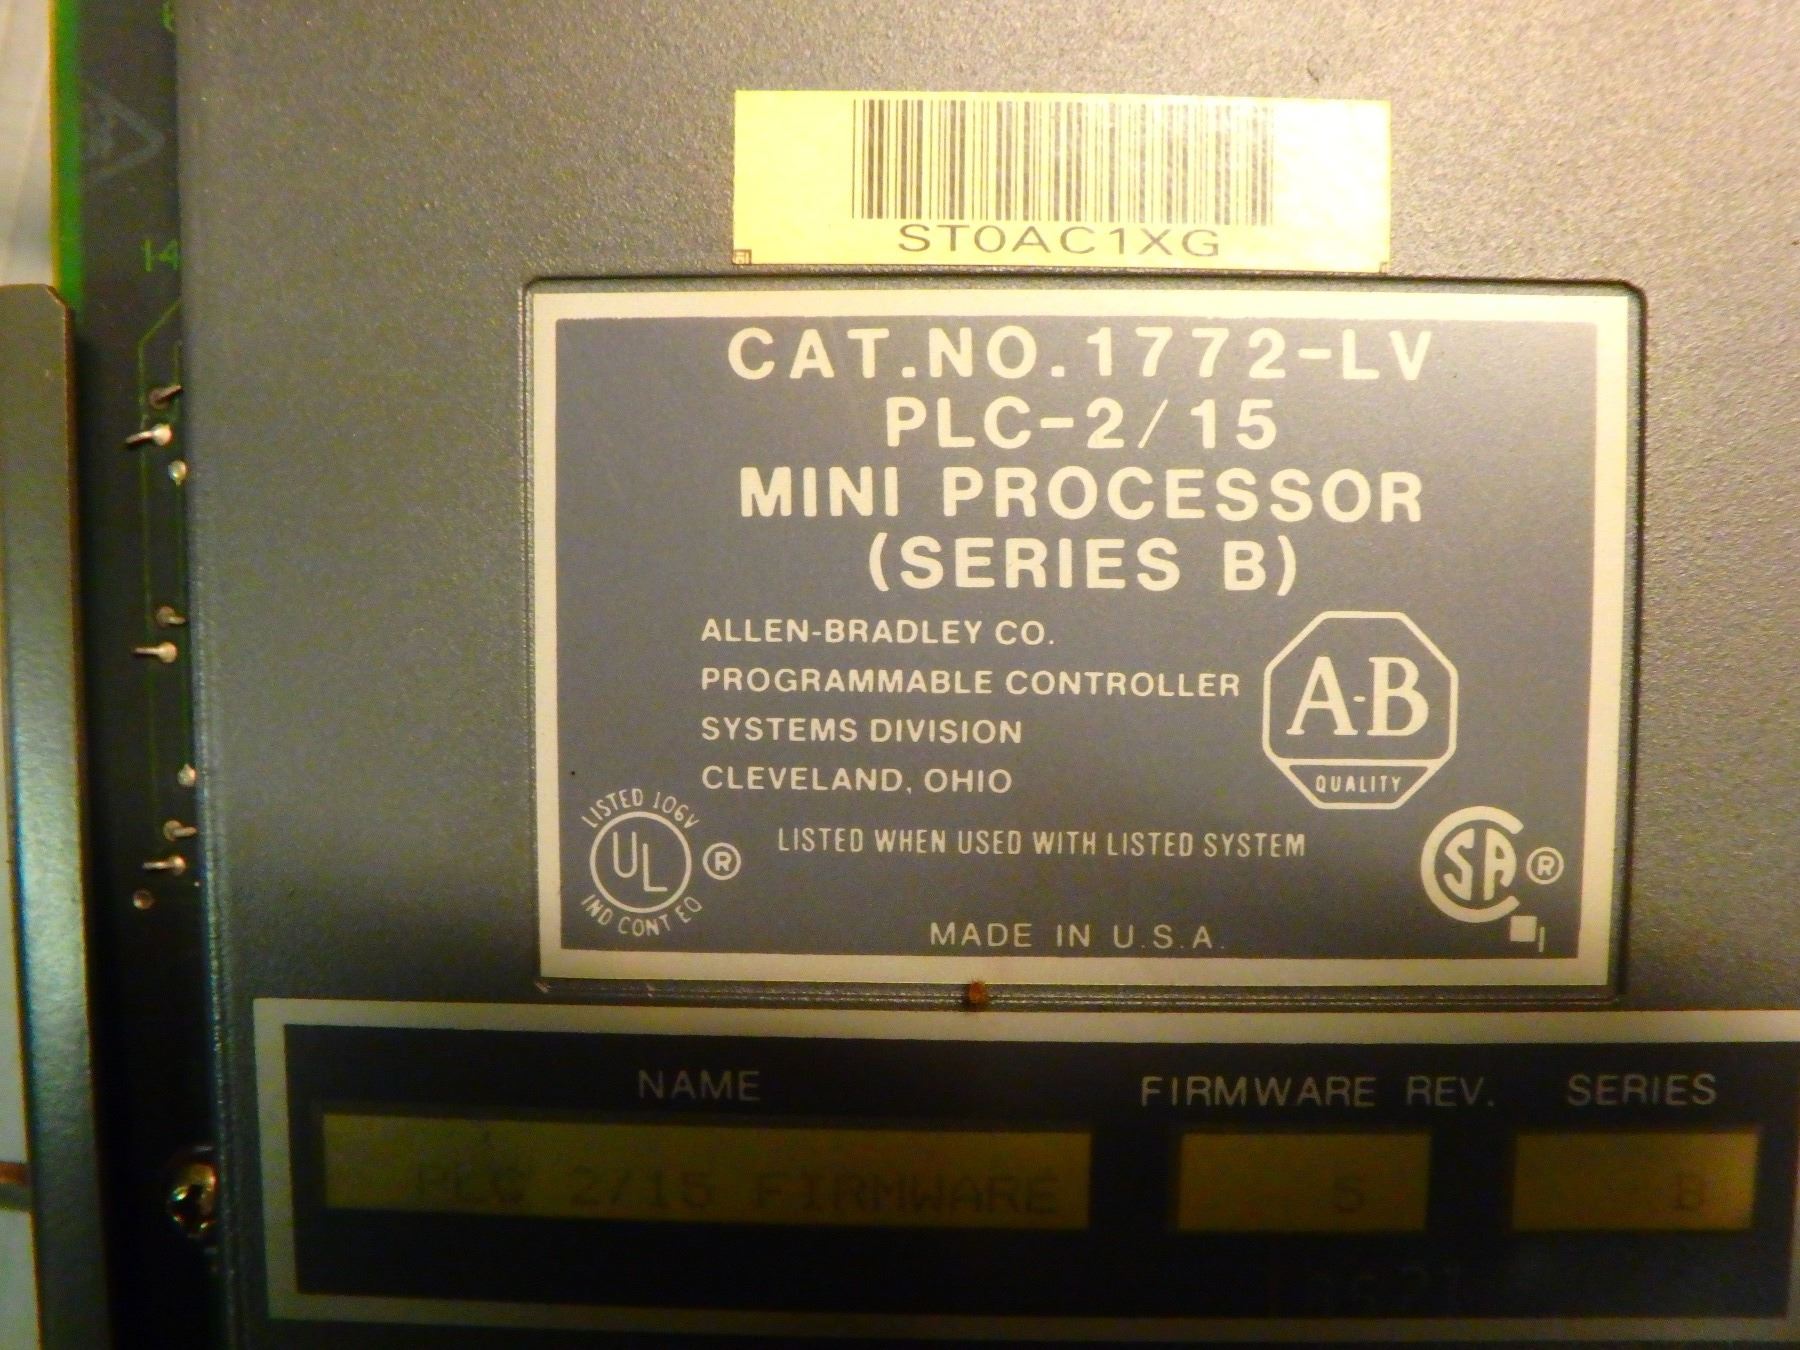 ST0AC1XG
CAT.NO.1772-LV
PLC-2/15
MINI PROCESSOR
(SERIES B)
ALLEN-BRADLEY CO.
PROGRAMMABLE CONTROLLER
SYSTEMS DIVISION
CLEVELAND, OHIO
A-B
QUALITY
LISTED 106V
UL ®
IND CONT EQ
LISTED WHEN USED WITH LISTED SYSTEM
SA ®
MADE IN U.S.A.
NAME FIRMWARE REV. SERIES
PLC 2/15 FIRMWARE 5 B
14